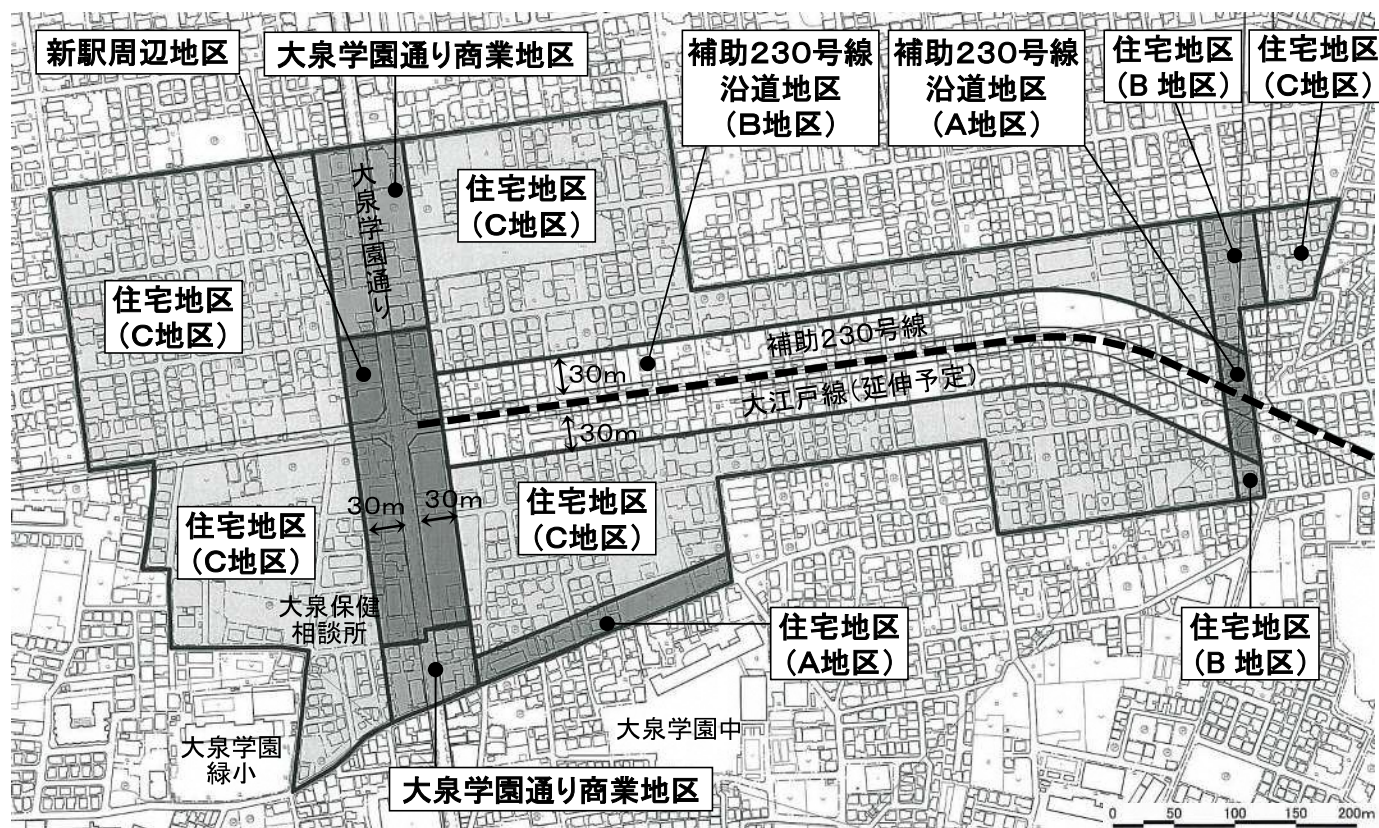 新駅周辺地区
大泉学園通り商業地区
補助230号線
沿道地区
(B地区)
補助230号線
沿道地区
(A地区)
住宅地区
(B 地区)
住宅地区
(C地区)
大泉学園通り
住宅地区
(C地区)
住宅地区
(C地区)
補助230号線
30m
大江戸線(延伸予定)
30m
30m
30m
住宅地区
(C地区)
住宅地区
(C地区)
大泉保健
相談所
住宅地区
(A地区)
住宅地区
(B 地区)
大泉学園
緑小
大泉学園中
大泉学園通り商業地区
0 50 100 150 200m